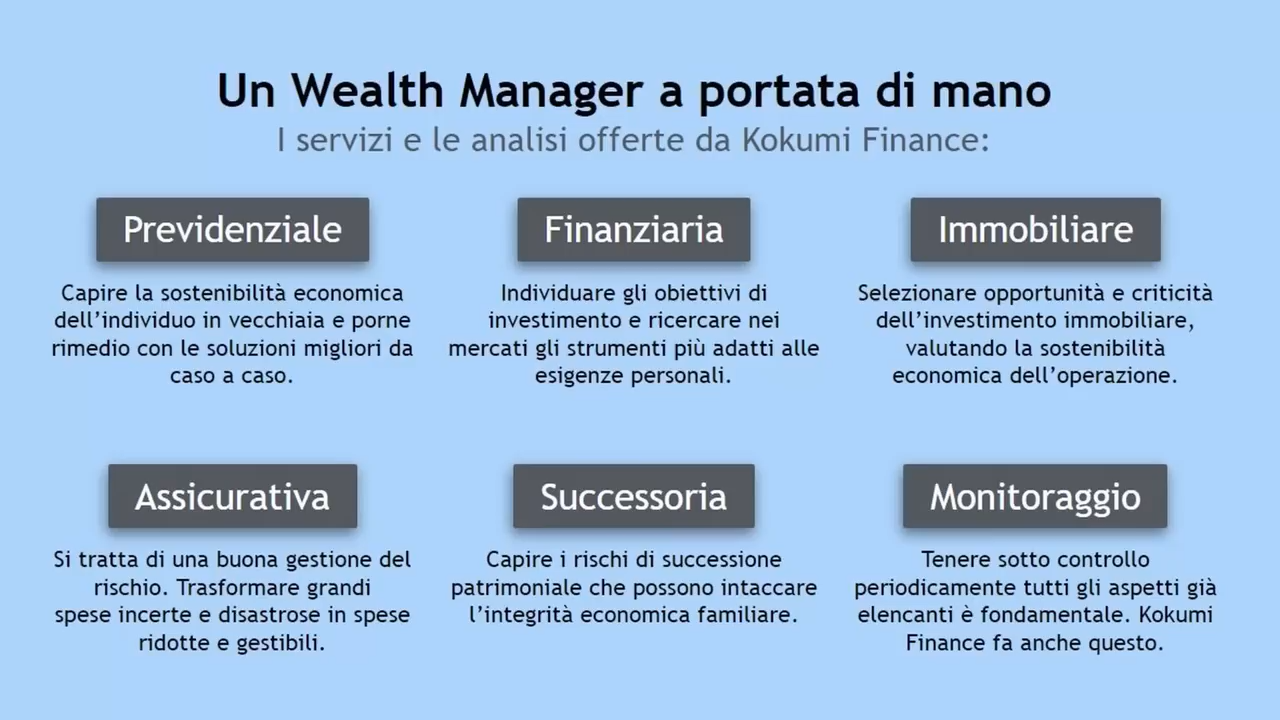 Un Wealth Manager a portata di mano
I servizi e le analisi offerte da Kokumi Finance:
Previdenziale
Capire la sostenibilità economica
dell’individuo in vecchiaia e porne
rimedio con le soluzioni migliori da
caso a caso.
Finanziaria
Individuare gli obiettivi di
investimento e ricercare nei
mercati gli strumenti più adatti alle
esigenze personali.
Immobiliare
Selezionare opportunità e criticità
dell’investimento immobiliare,
valutando la sostenibilità
economica dell’operazione.
Assicurativa
Si tratta di una buona gestione del
rischio. Trasformare grandi
spese incerte e disastrose in spese
ridotte e gestibili.
Successoria
Capire i rischi di successione
patrimoniale che possono intaccare
l’integrità economica familiare.
Monitoraggio
Tenere sotto controllo
periodicamente tutti gli aspetti già
elencanti è fondamentale. Kokumi
Finance fa anche questo.